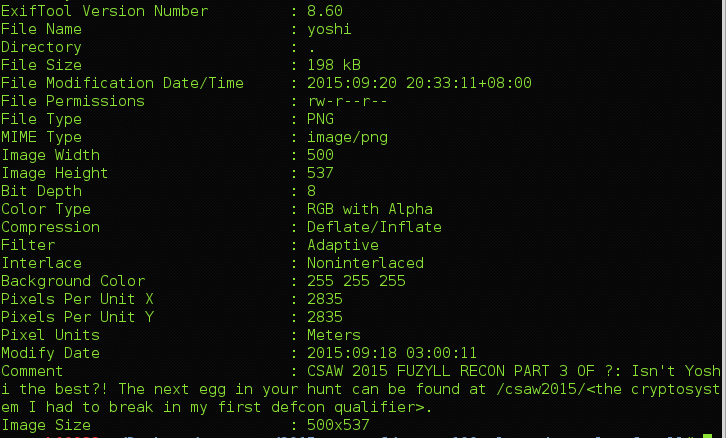 ExifTool Version Number : 8.60
File Name : yoshi
Directory : .
File Size : 198 kB
File Modification Date/Time : 2015:09:20 20:33:11+08:00
File Permissions : rw-r--r--
File Type : PNG
MIME Type : image/png
Image Width : 500
Image Height : 537
Bit Depth : 8
Color Type : RGB with Alpha
Compression : Deflate/Inflate
Filter : Adaptive
Interlace : Noninterlaced
Background Color : 255 255 255
Pixels Per Unit X : 2835
Pixels Per Unit Y : 2835
Pixel Units : Meters
Modify Date : 2015:09:18 03:00:11
Comment : CSAW 2015 FUZYLL RECON PART 3 OF ?: Isn't Yosh
i the best?! The next egg in your hunt can be found at /csaw2015/<the cryptosyst
em I had to break in my first defcon qualifier>.
Image Size : 500x537